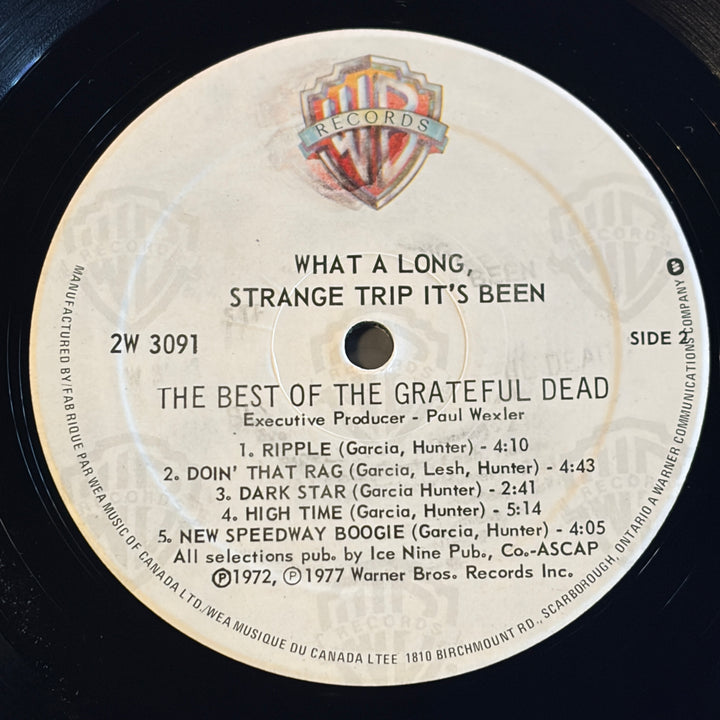 WB
RECORDS
WHAT A LONG,
STRANGE TRIP IT'S BEEN
2W 3091
SIDE 2
THE BEST OF THE GRATEFUL DEAD
Executive Producer - Paul Wexler
1. RIPPLE (Garcia, Hunter) - 4:10
2. DOIN' THAT RAG (Garcia, Lesh, Hunter) - 4:43
3. DARK STAR (Garcia Hunter) - 2:41
4. HIGH TIME (Garcia, Hunter) - 5:14
5. NEW SPEEDWAY BOOGIE (Garcia, Hunter) - 4:05
All selections pub. by Ice Nine Pub., Co.-ASCAP
Ⓟ1972, Ⓟ1977 Warner Bros. Records Inc.
MANUFACTURED BY/FABRIQUE PAR WEA MUSIC OF CANADA LTD./WEA MUSIQUE DU CANADA LTEE 1810 BIRCHMOUNT RD., SCARBOROUGH, ONTARIO A WARNER COMMUNICATIONS COMPANY